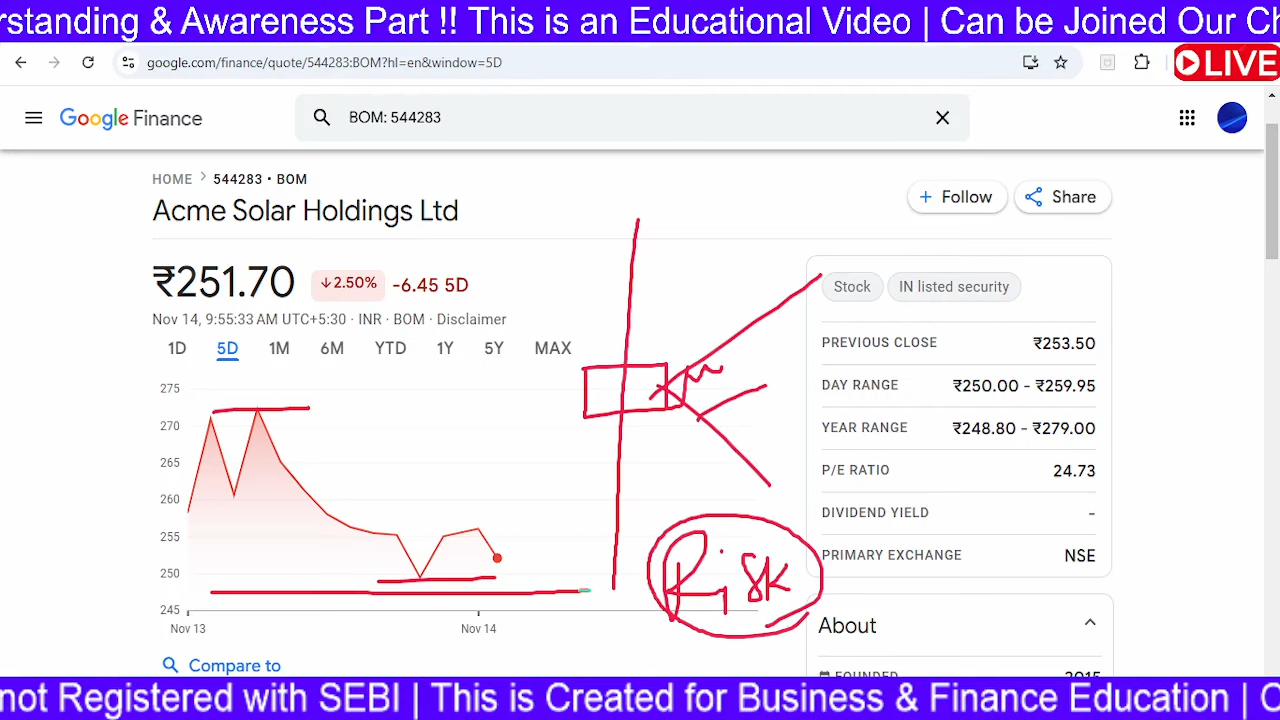 rstanding & Awareness Part !! This is an Educational Video | Can be Joined Our Ch
google.com/finance/quote/544283:BOM?hl=en&window=5D
LIVE
Google Finance
BOM: 544283
HOME > 544283 • BOM
Acme Solar Holdings Ltd
Follow
Share
₹251.70
↓2.50%
-6.45 5D
Nov 14, 9:55:33 AM UTC+5:30 · INR · BOM · Disclaimer
1D 5D 1M 6M YTD 1Y 5Y MAX
275
270
265
260
255
250
245
Nov 13
Nov 14
Compare to
Risk
Stock
IN listed security
PREVIOUS CLOSE ₹253.50
DAY RANGE ₹250.00 - ₹259.95
YEAR RANGE ₹248.80 - ₹279.00
P/E RATIO 24.73
DIVIDEND YIELD -
PRIMARY EXCHANGE NSE
About
FOUNDED 2015
not Registered with SEBI | This is Created for Business & Finance Education | C